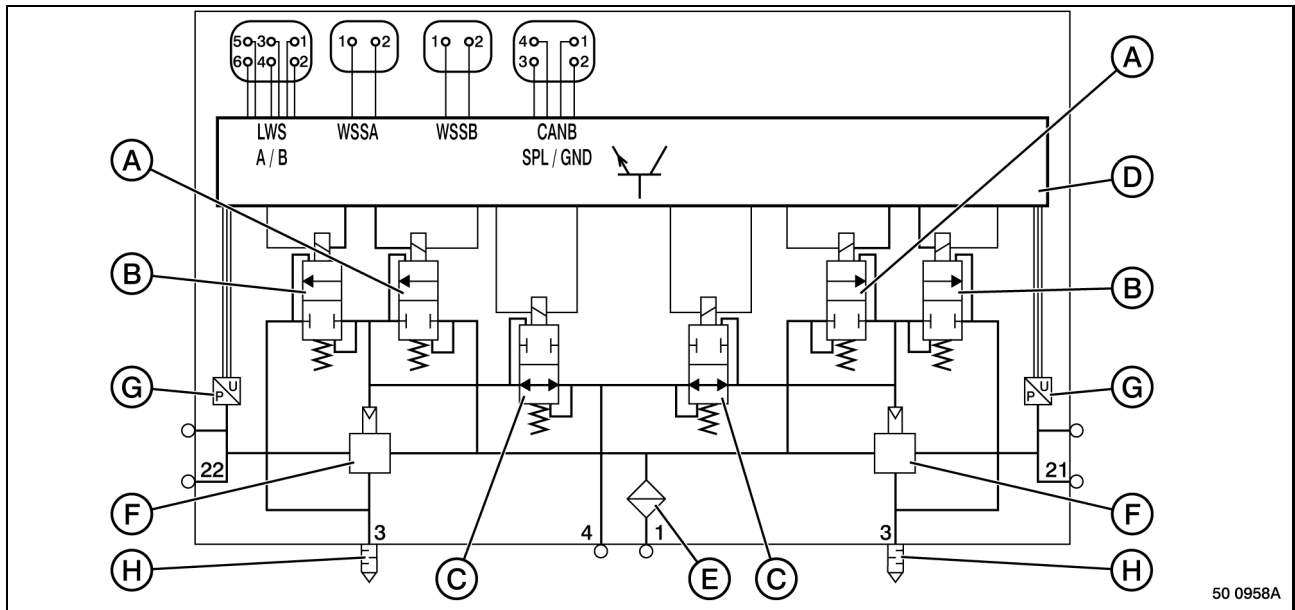 5 3 1
6 4 2
1 2
1 2
4 1
3 2
LWS WSSA WSSB CANB
A / B SPL / GND
A
A
D
B
B
G P U
P U G
22
21
F
F
3 4 1 3
H C E C H
50 0958A